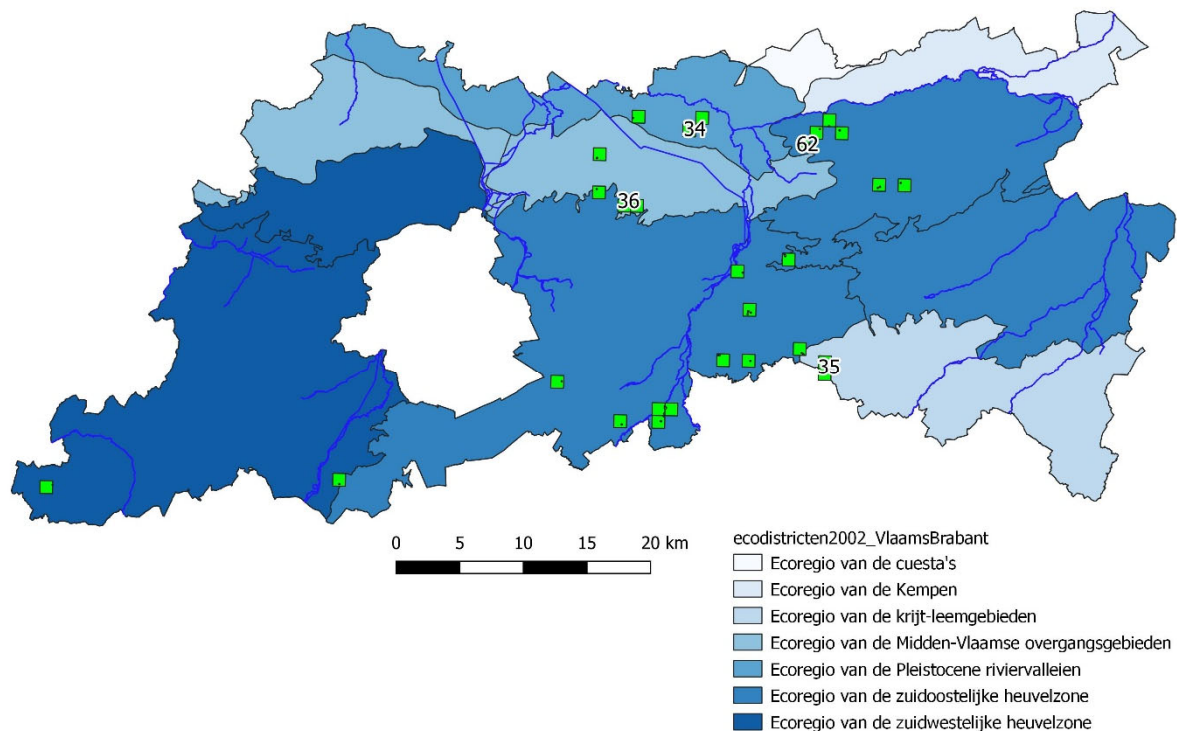 34
62
36
35
0 5 10 15 20 km
ecodistricten2002_VlaamsBrabant
Ecoregio van de cuesta's
Ecoregio van de Kempen
Ecoregio van de krijt-leemgebieden
Ecoregio van de Midden-Vlaamse overgangsgebieden
Ecoregio van de Pleistocene riviervalleien
Ecoregio van de zuidoostelijke heuvelzone
Ecoregio van de zuidwestelijke heuvelzone